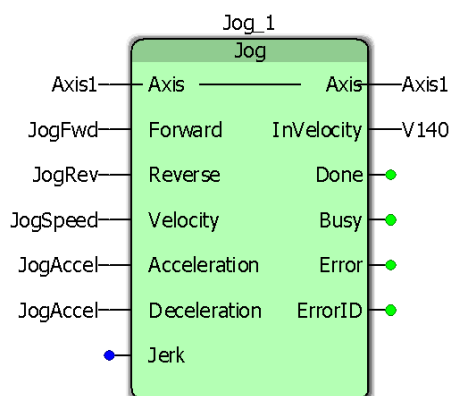 Jog_1
Jog
Axis1 Axis Axis Axis1
JogFwd Forward InVelocity V140
JogRev Reverse Done
JogSpeed Velocity Busy
JogAccel Acceleration Error
JogAccel Deceleration ErrorID
Jerk